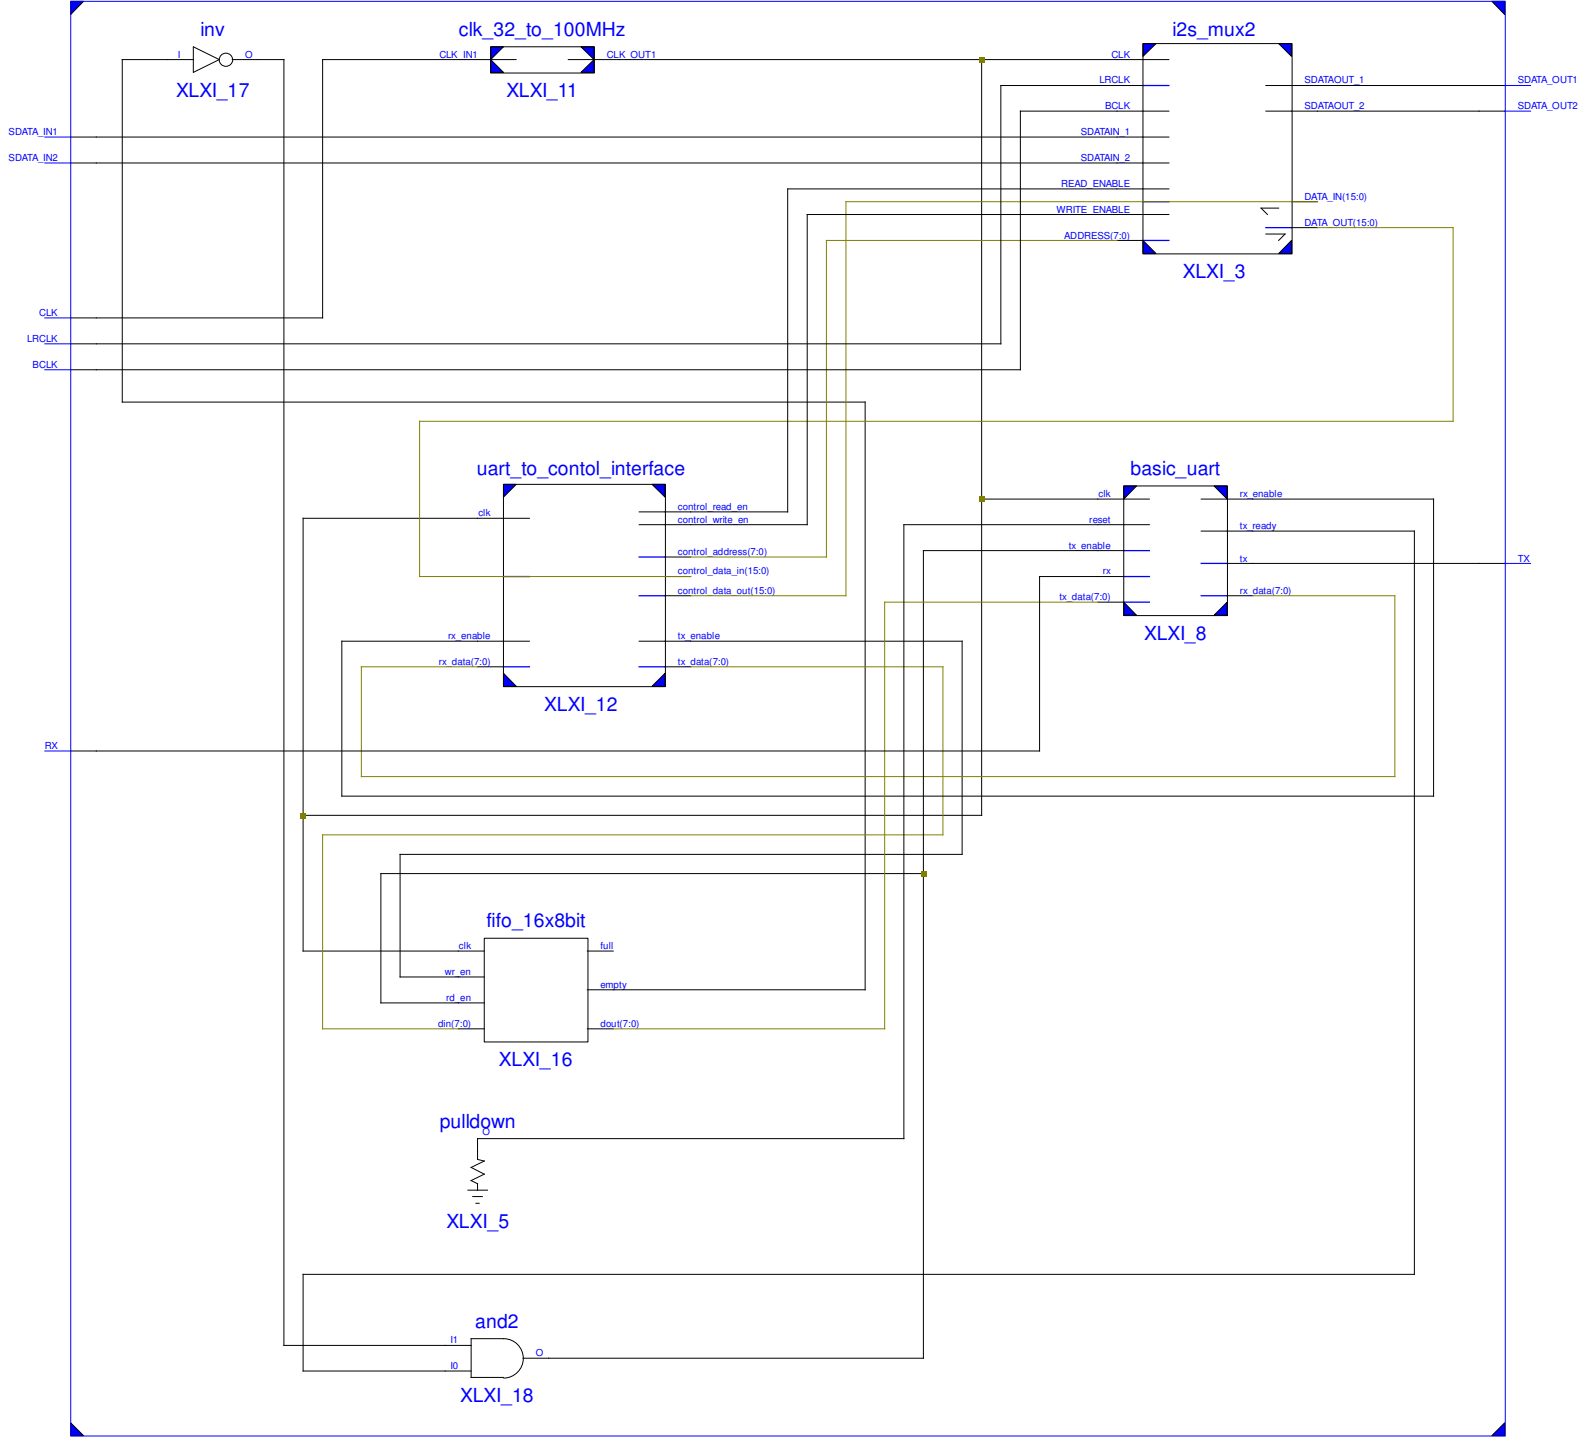 inv
clk_32_to_100MHz
i2s_mux2
I
O
CLK_IN1
CLK_OUT1
CLK
XLXI_17
XLXI_11
LRCLK
SDATAOUT_1
SDATA_OUT1
BCLK
SDATAOUT_2
SDATA_OUT2
SDATA_IN1
SDATAIN_1
SDATA_IN2
SDATAIN_2
READ_ENABLE
DATA_IN(15:0)
WRITE_ENABLE
DATA_OUT(15:0)
ADDRESS(7:0)
XLXI_3
CLK
LRCLK
BCLK
uart_to_contol_interface
basic_uart
clk
control_read_en
control_write_en
control_address(7:0)
control_data_in(15:0)
control_data_out(15:0)
rx_enable
tx_enable
rx_data(7:0)
tx_data(7:0)
XLXI_12
clk
rx_enable
reset
tx_ready
tx_enable
tx
TX
rx
tx_data(7:0)
rx_data(7:0)
XLXI_8
RX
fifo_16x8bit
clk
full
wr_en
empty
rd_en
din(7:0)
dout(7:0)
XLXI_16
pulldown
O
XLXI_5
and2
I1
O
I0
XLXI_18